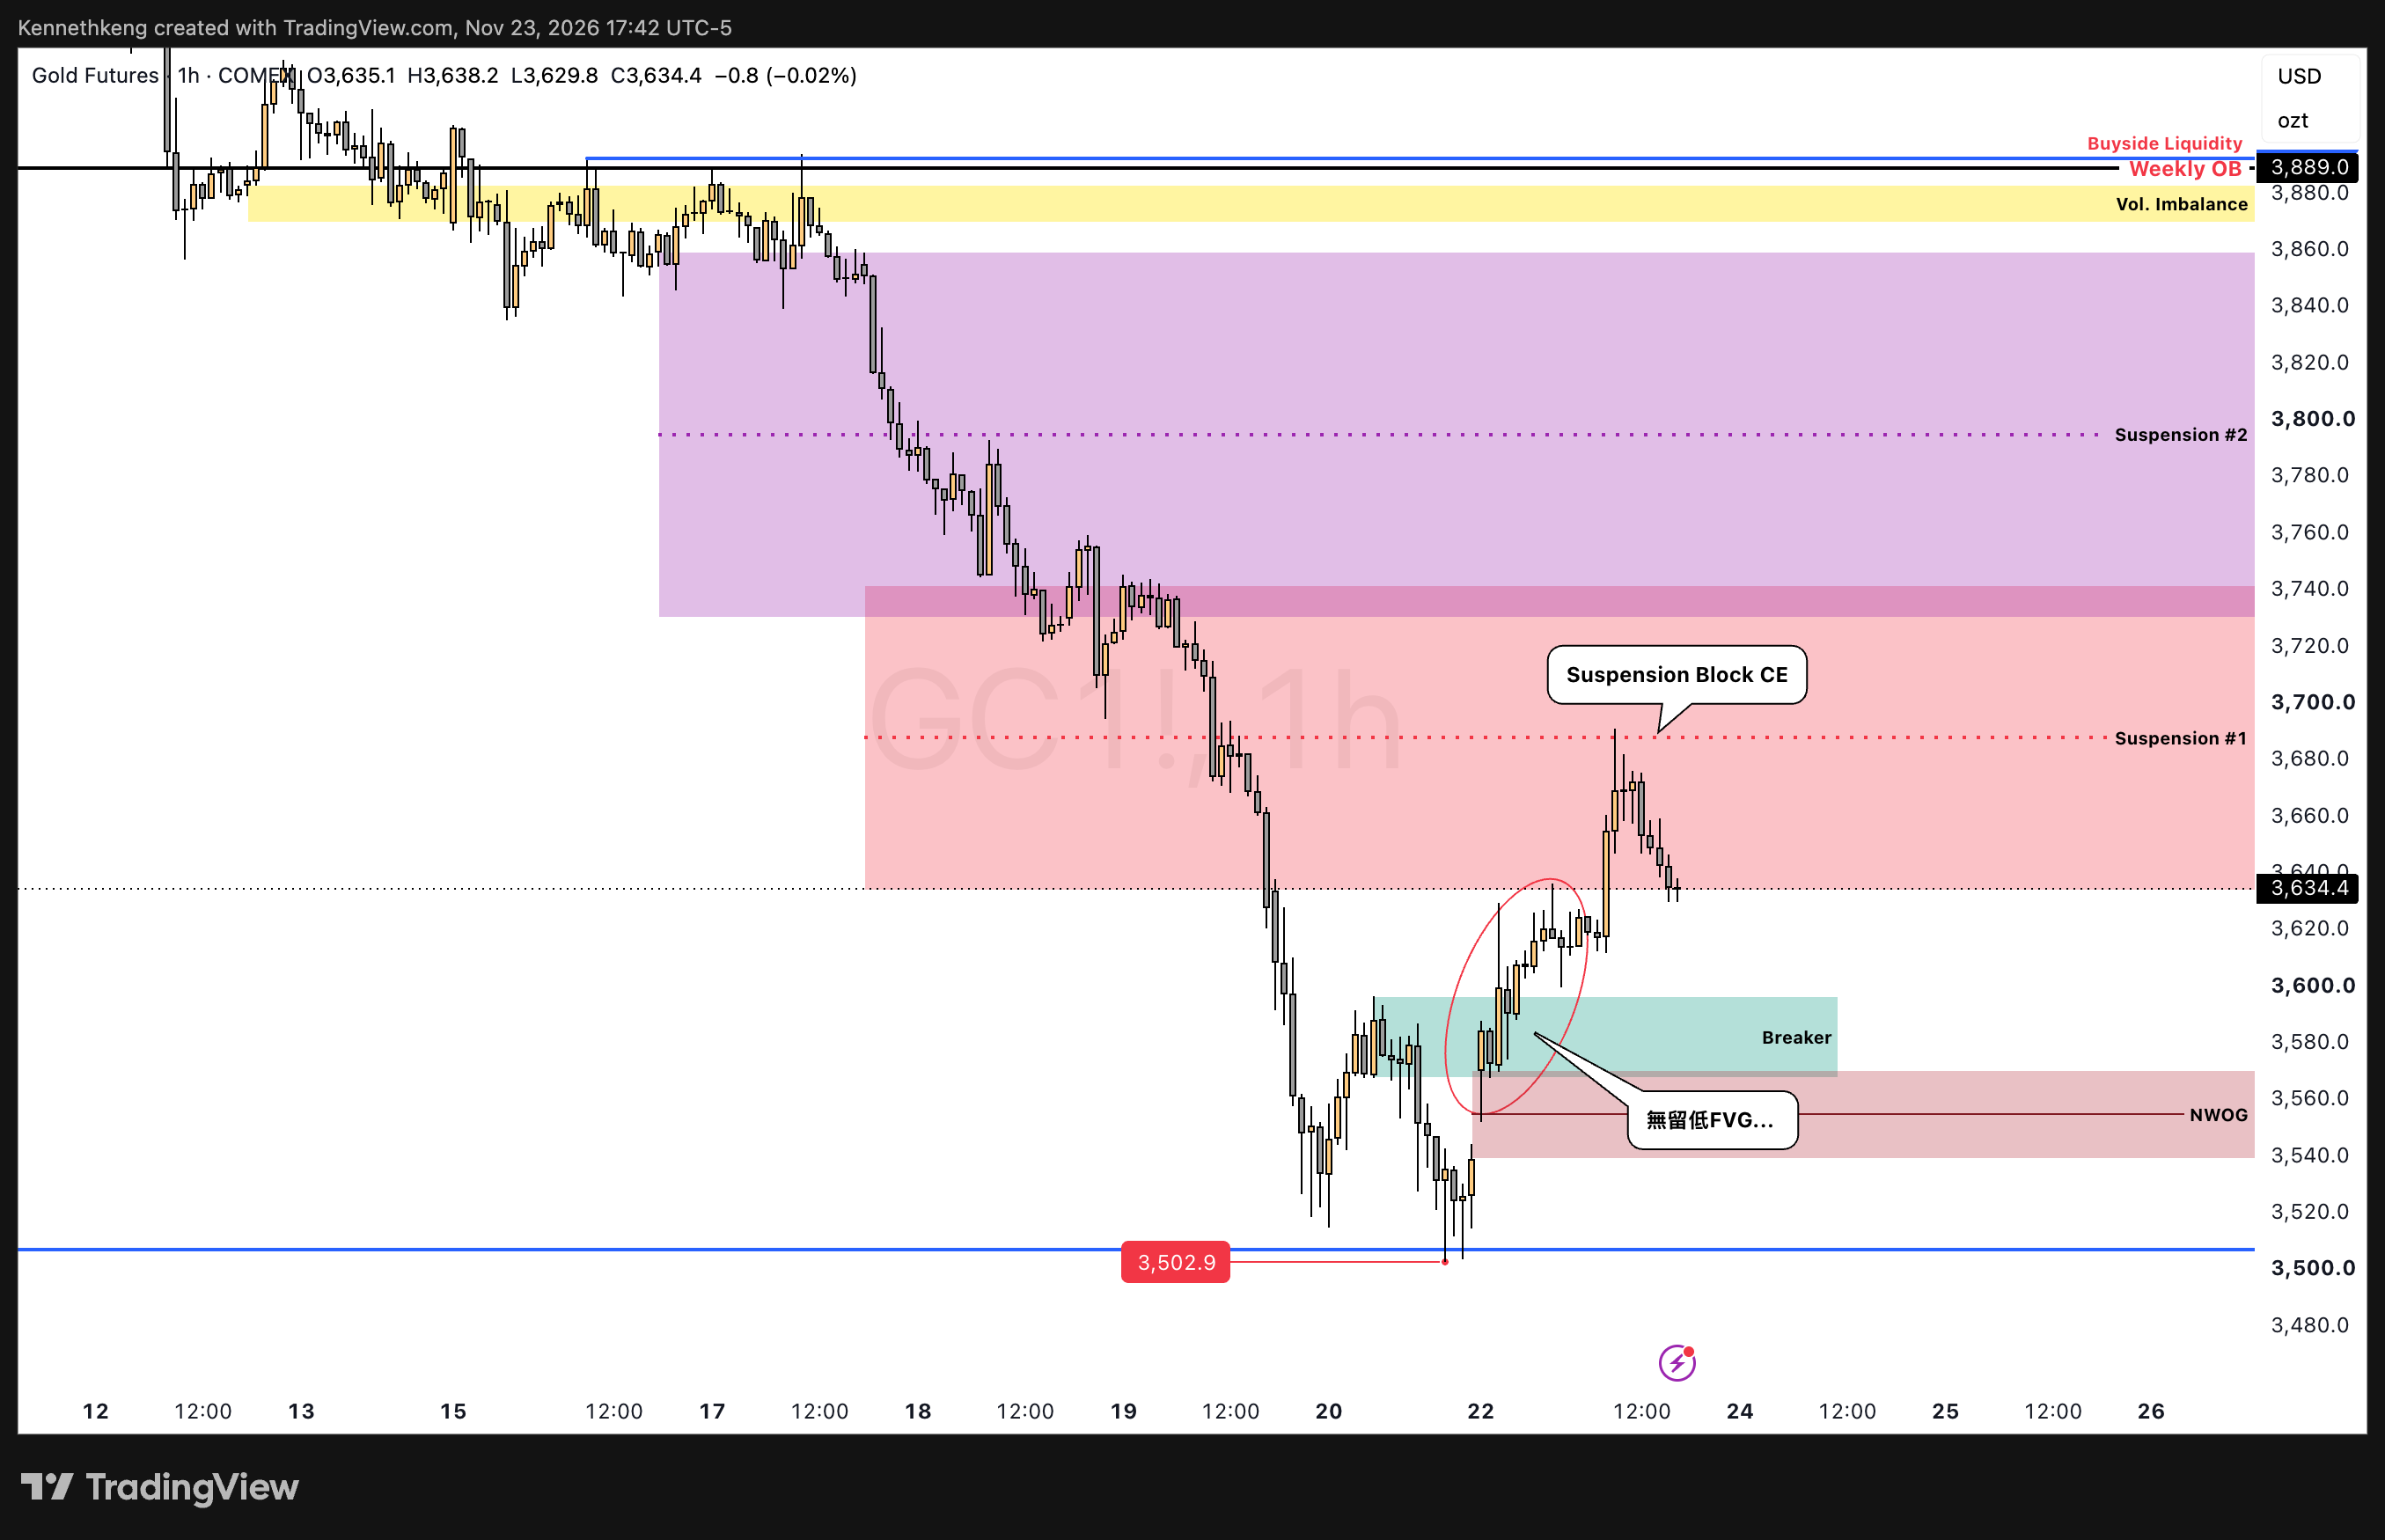 Kennethkeng created with TradingView.com, Nov 23, 2026 17:42 UTC-5
Gold Futures · 1h · COMEX O3,635.1 H3,638.2 L3,629.8 C3,634.4 −0.8 (−0.02%)
USD
ozt
Buyside Liquidity
Weekly OB
3,889.0
3,880.0
Vol. Imbalance
3,860.0
3,840.0
3,820.0
3,800.0
Suspension #2
3,780.0
3,760.0
3,740.0
3,720.0
Suspension Block CE
GC1!, 1h
3,700.0
Suspension #1
3,680.0
3,660.0
3,640.0
3,634.4
3,620.0
3,600.0
Breaker
3,580.0
3,560.0
無留低FVG...
NWOG
3,540.0
3,520.0
3,502.9
3,500.0
3,480.0
12 12:00 13 15 12:00 17 12:00 18 12:00 19 12:00 20 22 12:00 24 12:00 25 12:00 26
TradingView